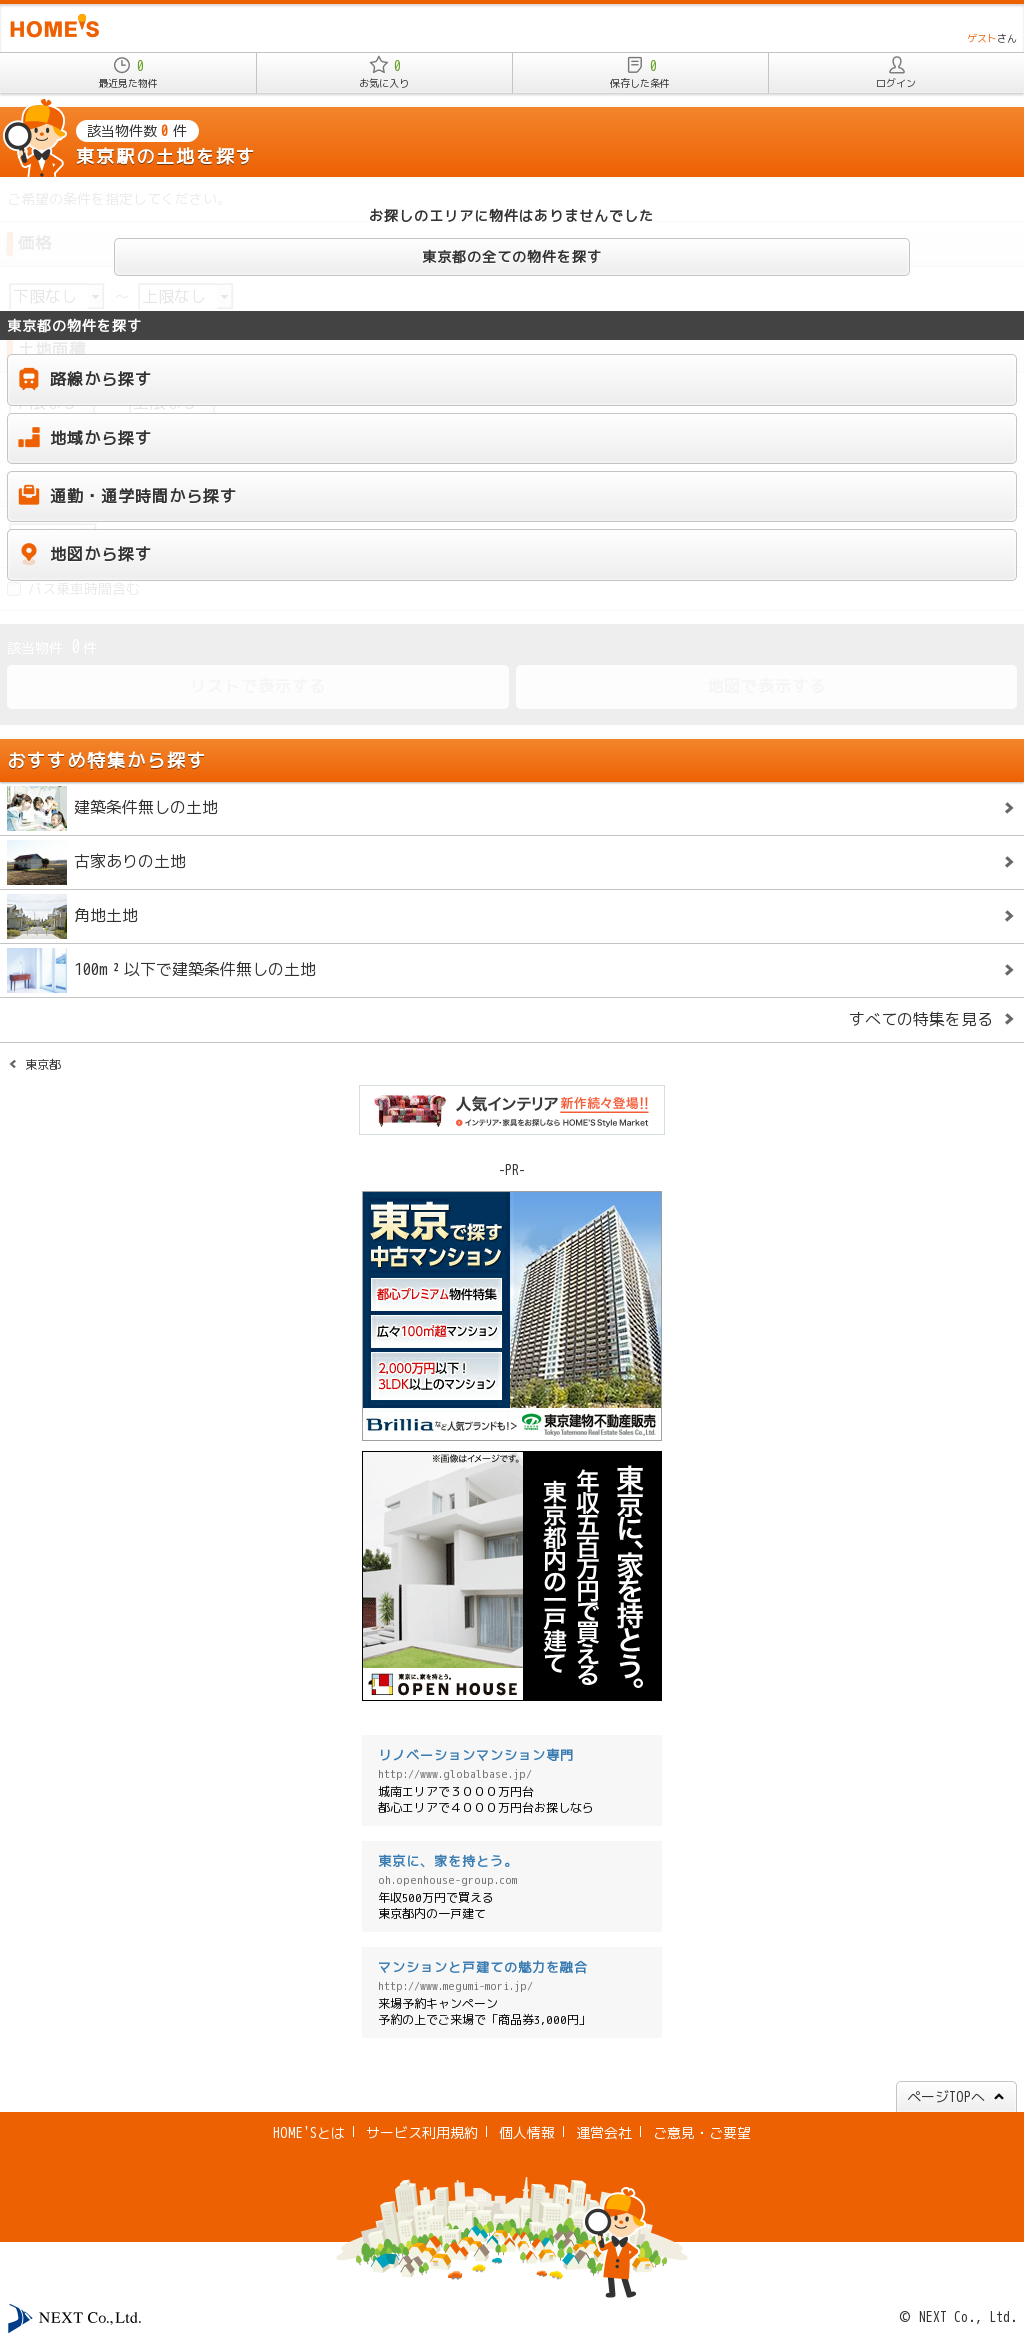 HOME'S
ゲストさん
0
最近見た物件
0
お気に入り
0
保存した条件
ログイン
該当物件数 0 件
東京駅の土地を探す
ご希望の条件を指定してください。
お探しのエリアに物件はありませんでした
価格
東京都の全ての物件を探す
下限なし ～ 上限なし
東京都の物件を探す
土地面積
路線から探す
地域から探す
通勤・通学時間から探す
地図から探す
バス乗車時間含む
該当物件 0 件
リストで表示する
地図で表示する
おすすめ特集から探す
建築条件無しの土地
古家ありの土地
角地土地
100m²以下で建築条件無しの土地
すべての特集を見る
東京都
人気インテリア 新作続々登場!!
インテリア・家具をお探しなら HOME'S Style Market
-PR-
東京で探す
中古マンション
都心プレミアム物件特集
広々100㎡超マンション
2,000万円以下！
3LDK以上のマンション
Brillia など人気ブランドも！> 東京建物不動産販売
Tokyo Tatemono Real Estate Sales Co.,Ltd.
※画像はイメージです。
東京に、家を持とう。
年収五百万円で買える
東京都内の一戸建て
東京に、家を持とう。
OPEN HOUSE
リノベーションマンション専門
http://www.globalbase.jp/
城南エリアで３０００万円台
都心エリアで４０００万円台お探しなら
東京に、家を持とう。
oh.openhouse-group.com
年収500万円で買える
東京都内の一戸建て
マンションと戸建ての魅力を融合
http://www.megumi-mori.jp/
来場予約キャンペーン
予約の上でご来場で「商品券3,000円」
ページTOPへ
HOME'Sとは | サービス利用規約 | 個人情報 | 運営会社 | ご意見・ご要望
NEXT Co., Ltd.
© NEXT Co., Ltd.